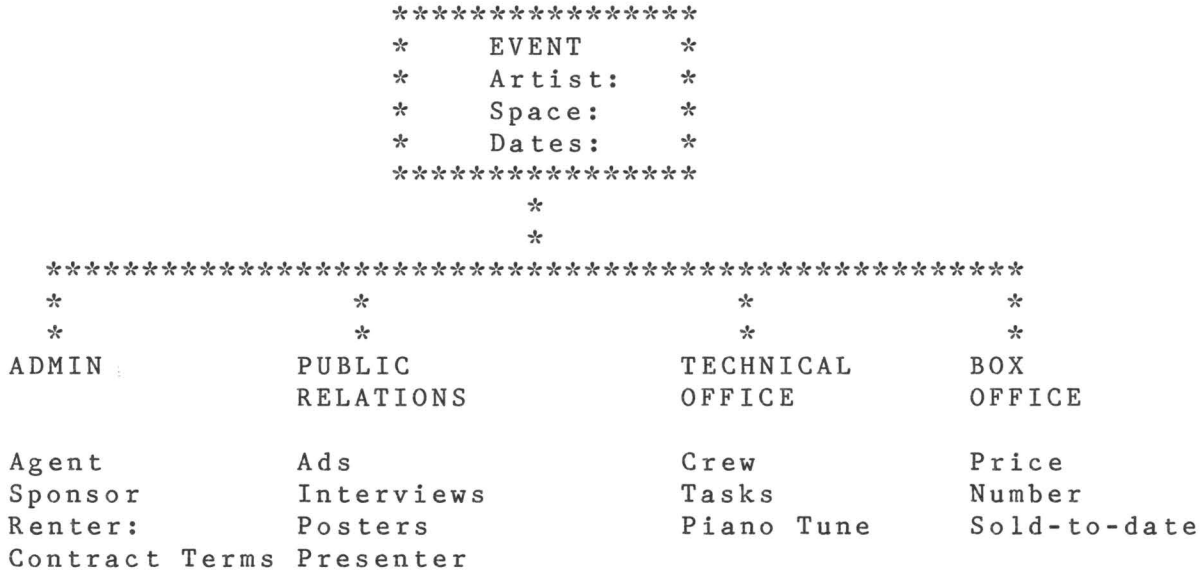 ****************
* EVENT *
* Artist: *
* Space: *
* Dates: *
****************
*
*
***************************************************
* * * *
* * * *
ADMIN PUBLIC TECHNICAL BOX
RELATIONS OFFICE OFFICE
Agent Ads Crew Price
Sponsor Interviews Tasks Number
Renter: Posters Piano Tune Sold-to-date
Contract Terms Presenter